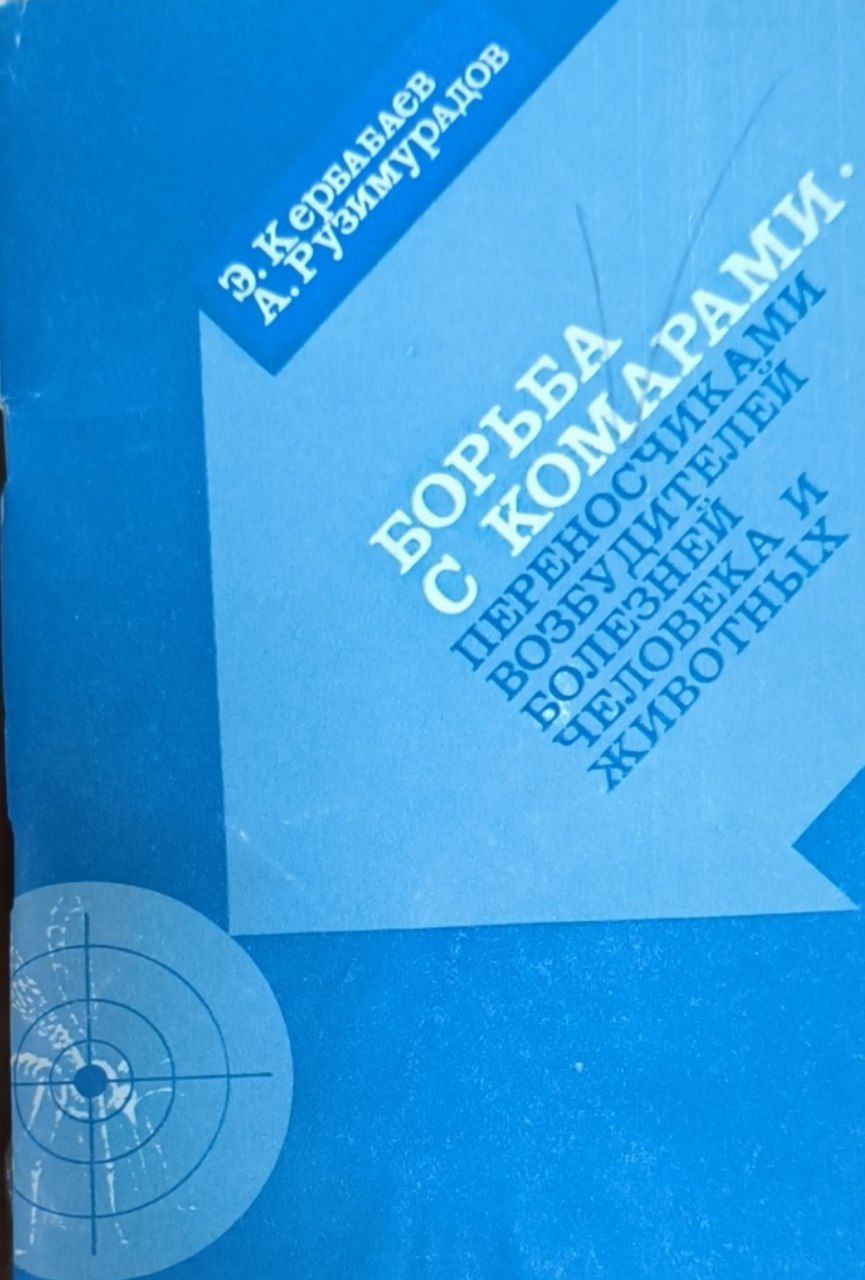 Э. Кербабаев
А. Рузимурадов
БОРЬБА
С КОМАРАМИ.
ПЕРЕНОСЧИКАМИ
ВОЗБУДИТЕЛЕЙ
БОЛЕЗНЕЙ
ЧЕЛОВЕКА И
ЖИВОТНЫХ